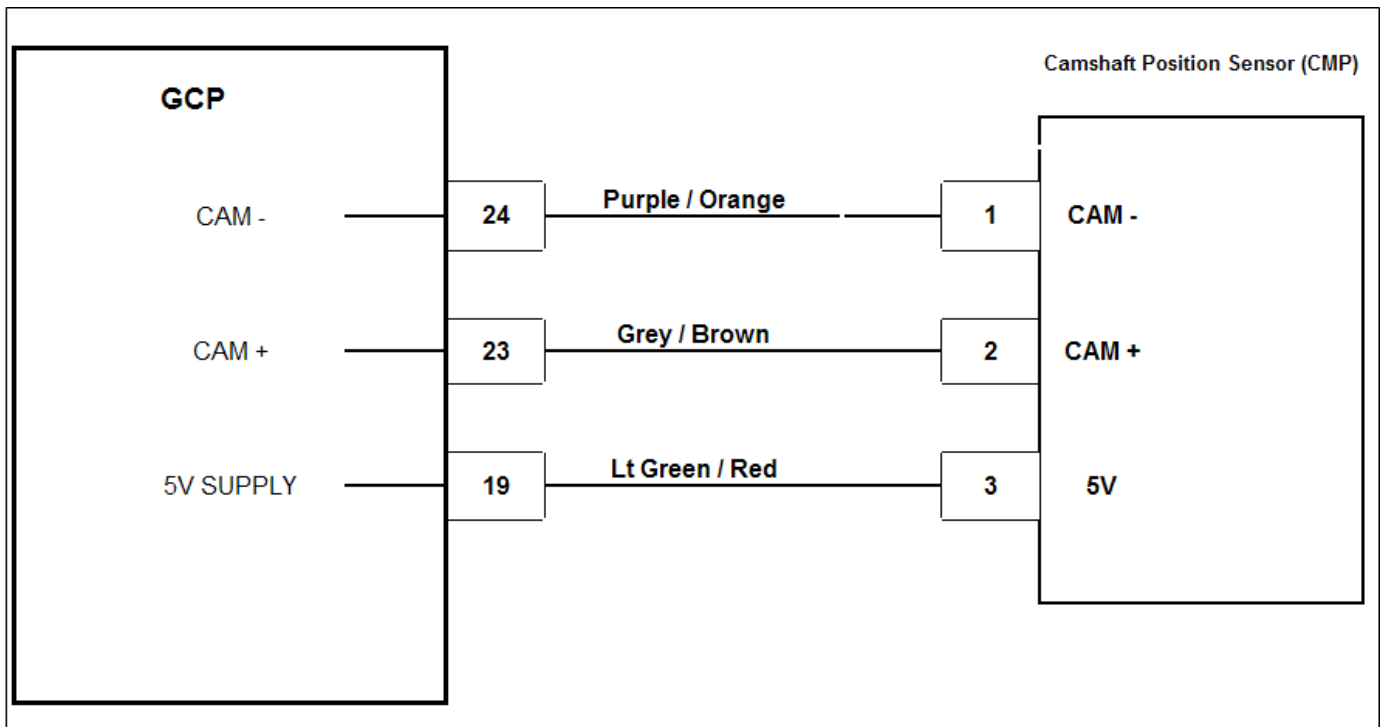 Camshaft Position Sensor (CMP)
GCP
CAM -
24
Purple / Orange
1
CAM -
CAM +
23
Grey / Brown
2
CAM +
5V SUPPLY
19
Lt Green / Red
3
5V